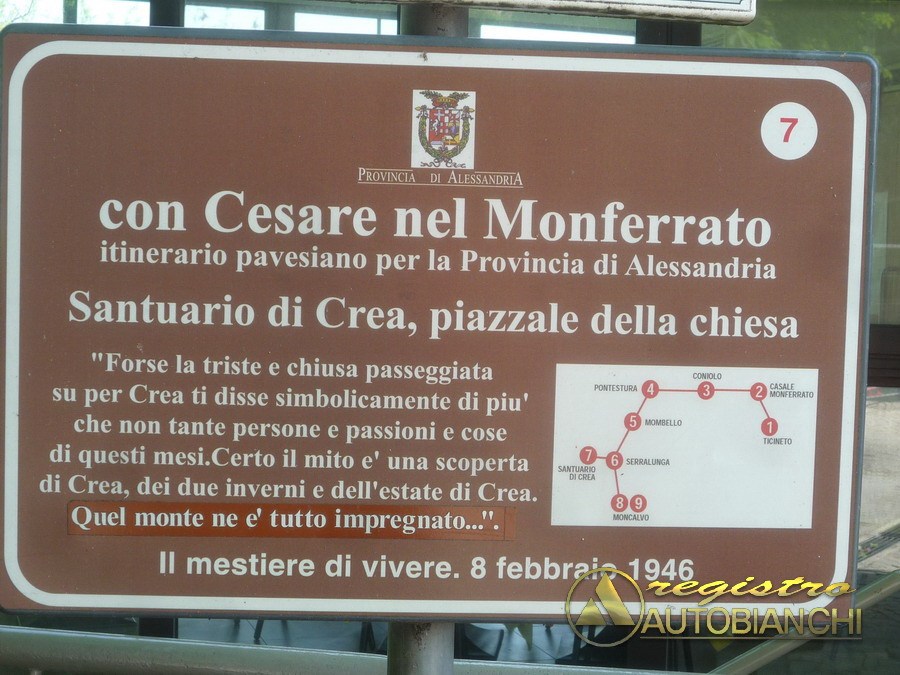 7
PROVINCIA DI ALESSANDRIA
con Cesare nel Monferrato
itinerario pavesiano per la Provincia di Alessandria
Santuario di Crea, piazzale della chiesa
"Forse la triste e chiusa passeggiata
su per Crea ti disse simbolicamente di piu'
che non tante persone e passioni e cose
di questi mesi.Certo il mito e' una scoperta
di Crea, dei due inverni e dell'estate di Crea.
Quel monte ne e' tutto impregnato...".
Il mestiere di vivere. 8 febbraio 1946
CONIOLO
PONTESTURA 4 3 2 CASALE
MONFERRATO
5 MOMBELLO 1
TICINETO
7 6 SERRALUNGA
SANTUARIO
DI CREA
8 9
MONCALVO
registro
AUTOBIANCHI